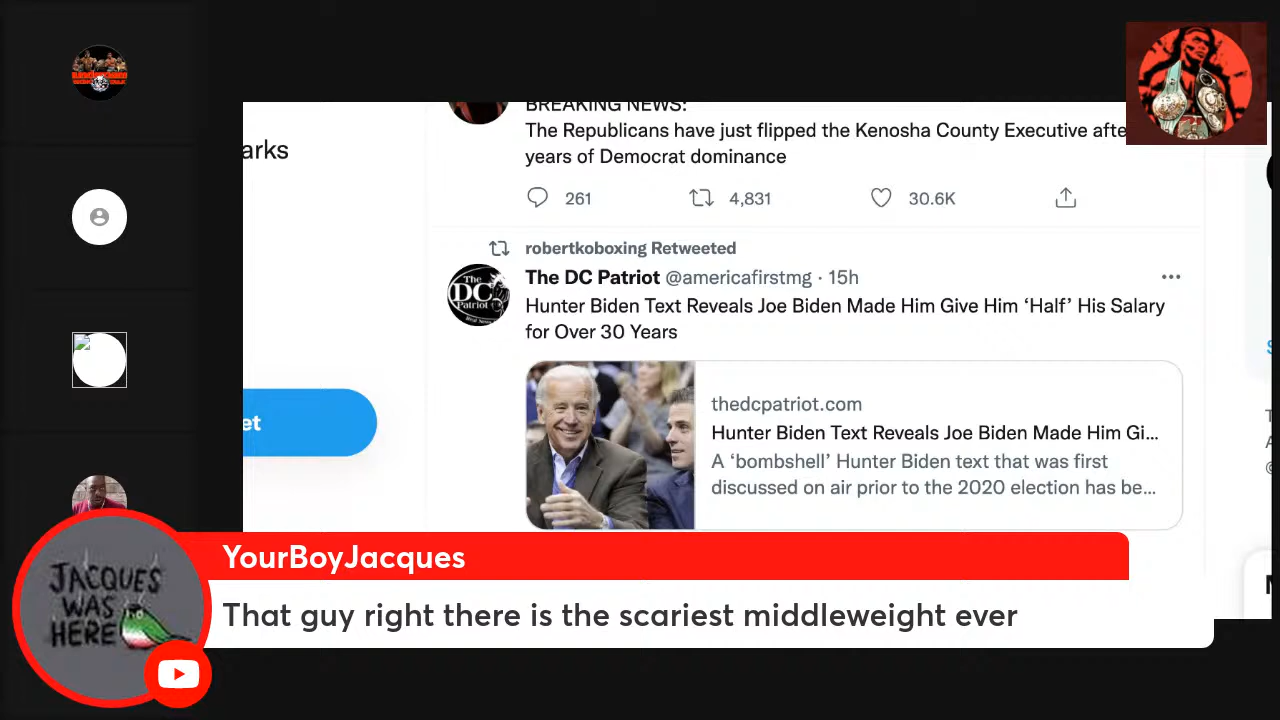 BREAKING NEWS:
The Republicans have just flipped the Kenosha County Executive afte
years of Democrat dominance
arks
261
4,831
30.6K
robertkoboxing Retweeted
The DC Patriot @americafirstmg · 15h
Hunter Biden Text Reveals Joe Biden Made Him Give Him ‘Half’ His Salary
for Over 30 Years
The
DC
Patriot
thedcpatriot.com
Hunter Biden Text Reveals Joe Biden Made Him Gi...
A ‘bombshell’ Hunter Biden text that was first
discussed on air prior to the 2020 election has be...
et
YourBoyJacques
That guy right there is the scariest middleweight ever
JACQUES
WAS
HERE